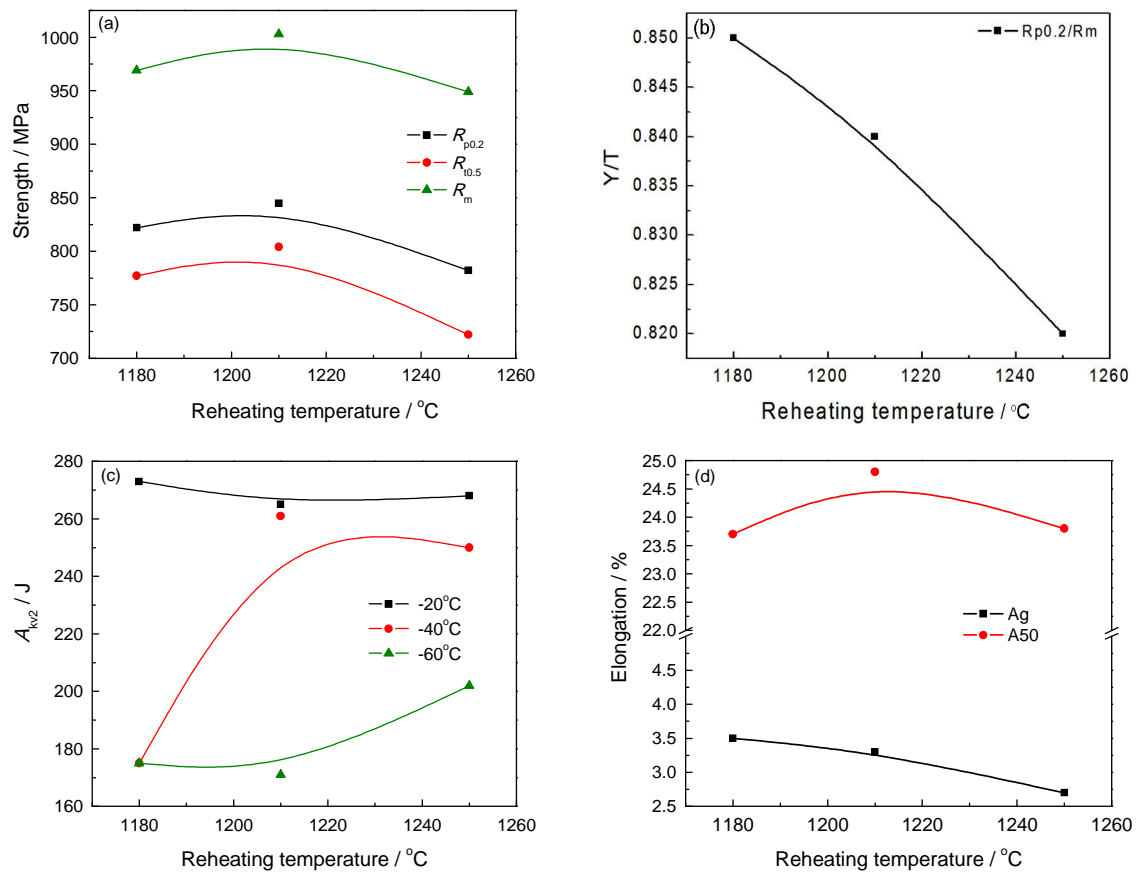 (a)
1000
950
900
850
800
750
700
Strength / MPa
Rp0.2
Rt0.5
Rm
1180 1200 1220 1240 1260
Reheating temperature / °C
(b)
Rp0.2/Rm
0.850
0.845
0.840
0.835
0.830
0.825
0.820
Y/T
1180 1200 1220 1240 1260
Reheating temperature / °C
(c)
280
260
240
220
200
180
160
Akv2 / J
-20°C
-40°C
-60°C
1180 1200 1220 1240 1260
Reheating temperature / °C
(d)
25.0
24.5
24.0
23.5
23.0
22.5
22.0
4.5
4.0
3.5
3.0
2.5
Elongation / %
Ag
A50
1180 1200 1220 1240 1260
Reheating temperature / °C